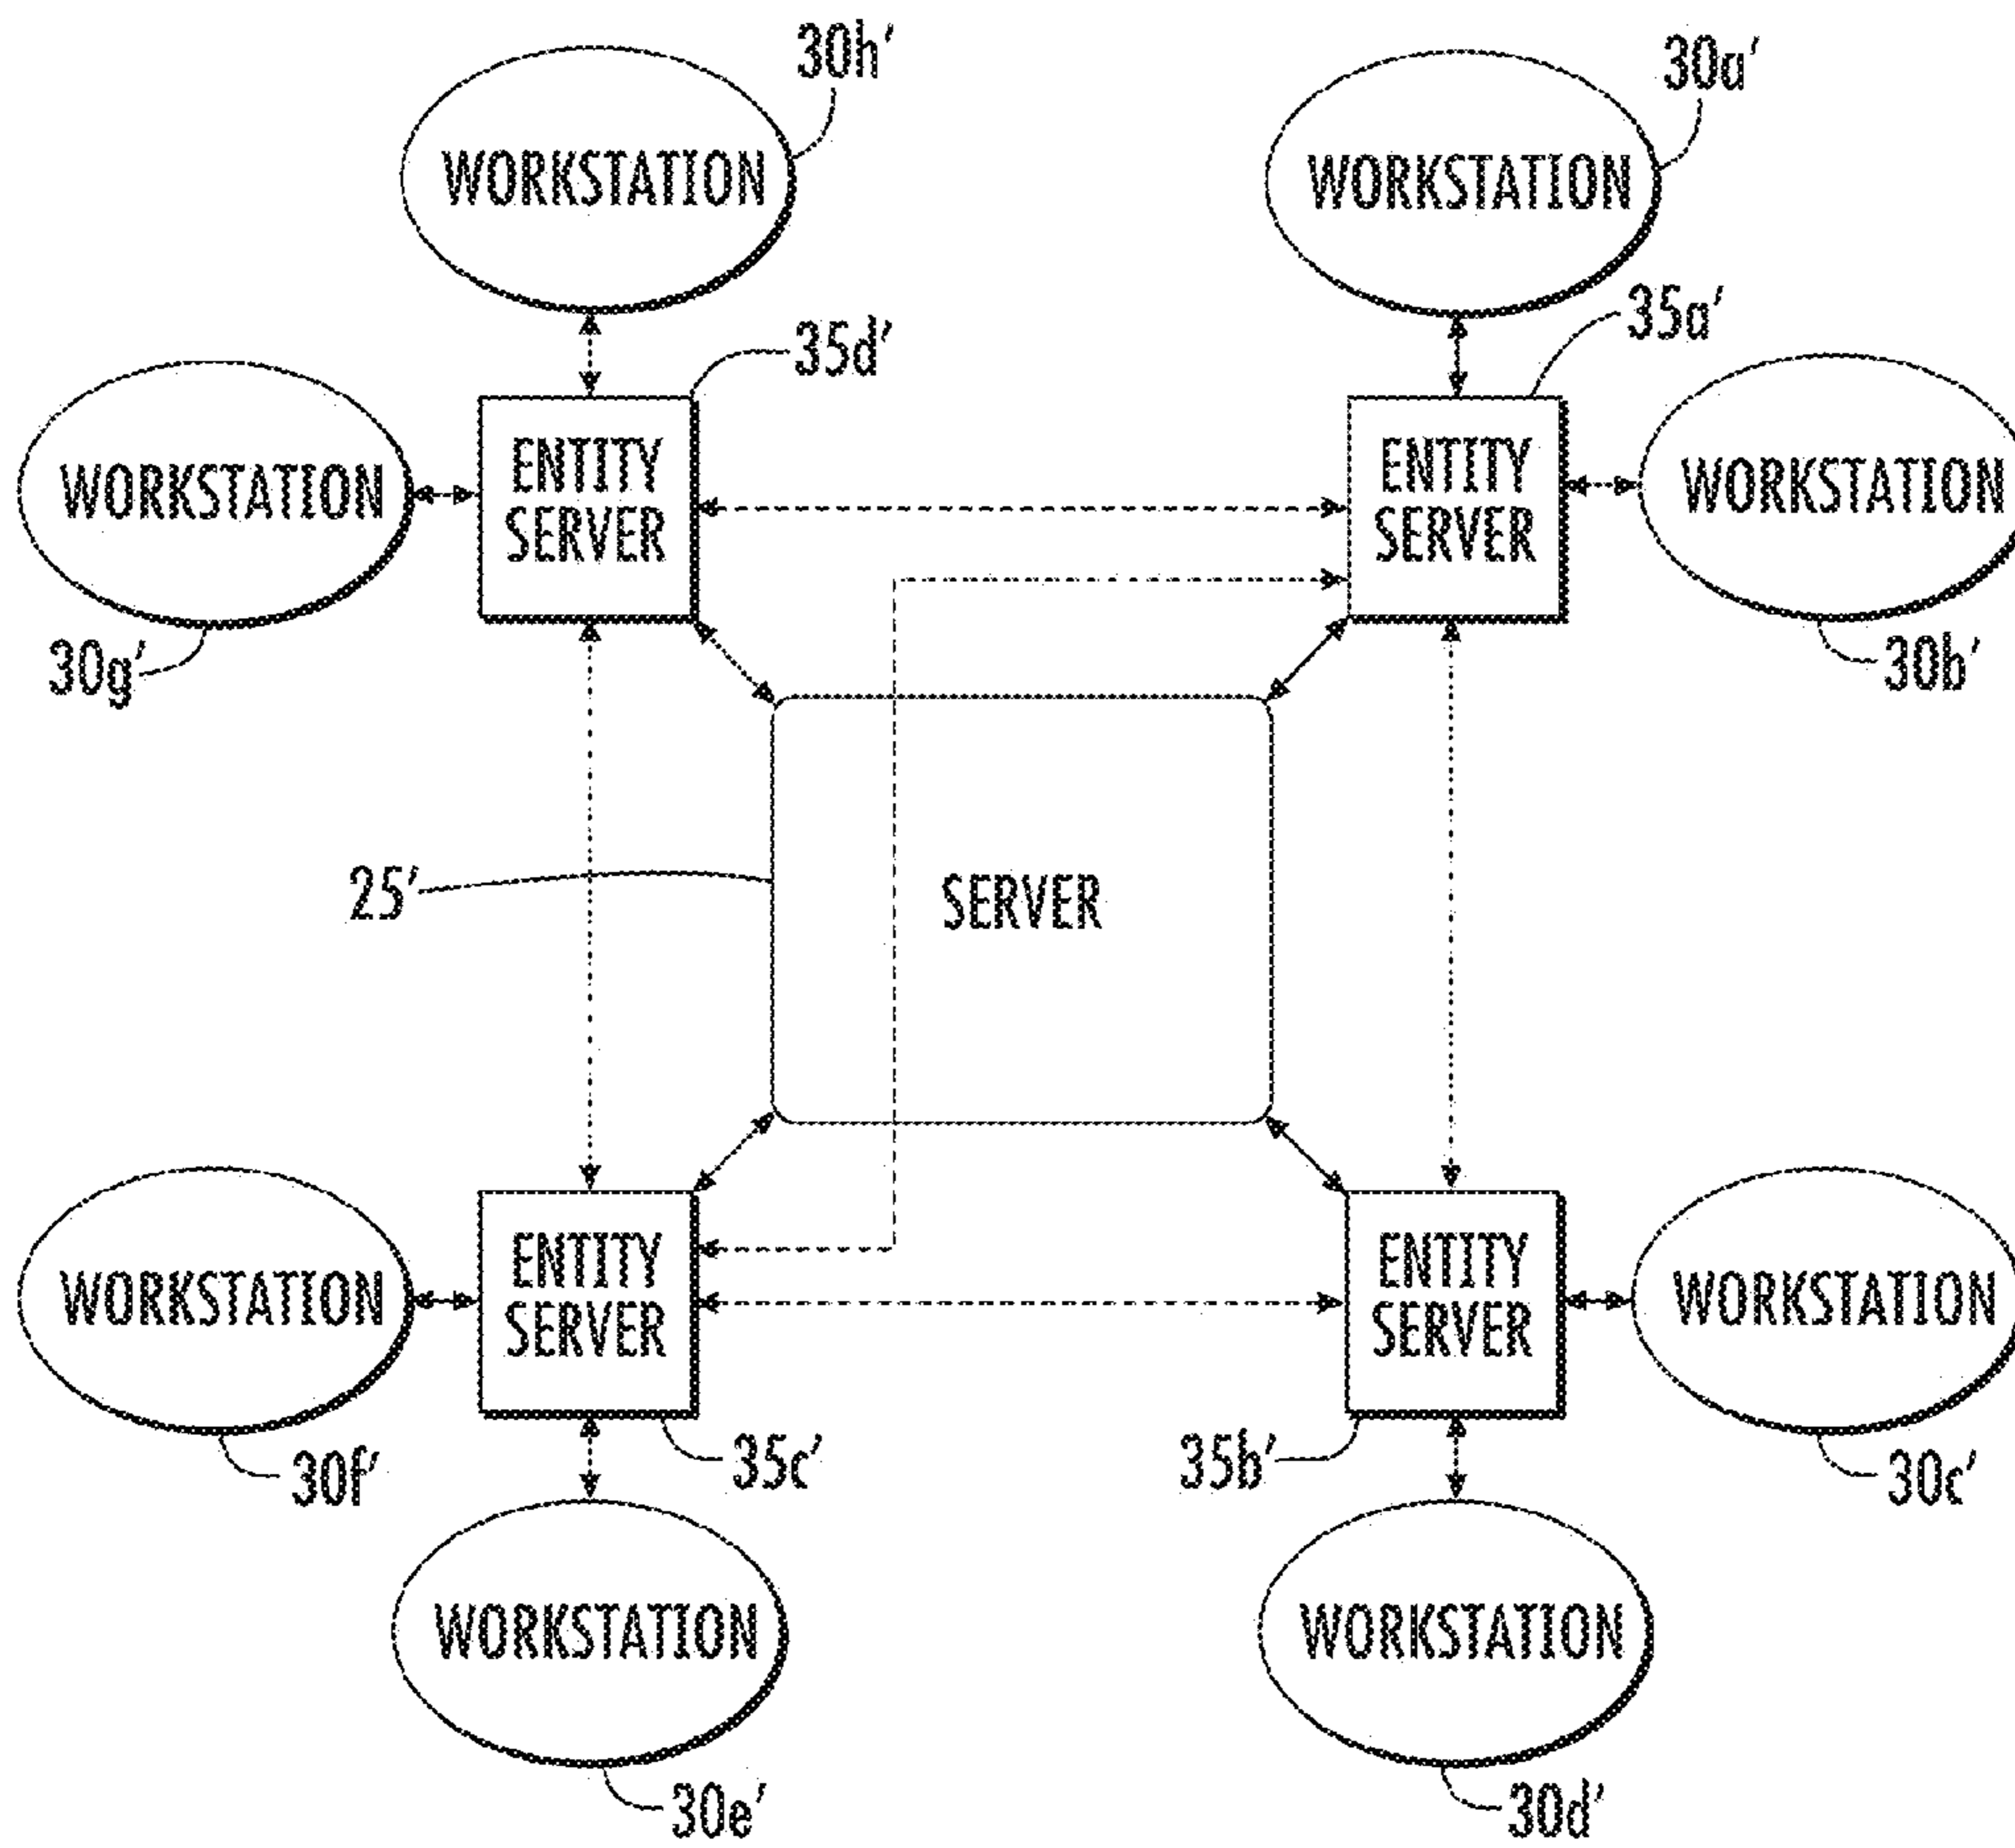 30h'
30a'
WORKSTATION
WORKSTATION
35d'
35a'
WORKSTATION
ENTITY
SERVER
ENTITY
SERVER
WORKSTATION
30g'
30b'
25'
SERVER
WORKSTATION
ENTITY
SERVER
ENTITY
SERVER
WORKSTATION
30f'
35c'
35b'
30c'
WORKSTATION
WORKSTATION
30e'
30d'